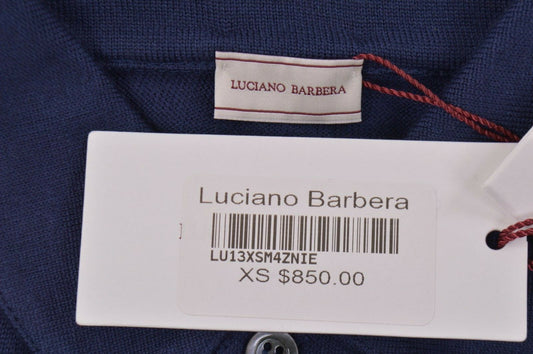 LUCIANO BARBERA
Luciano Barbera
LU13XSM4ZNIE
XS $850.00